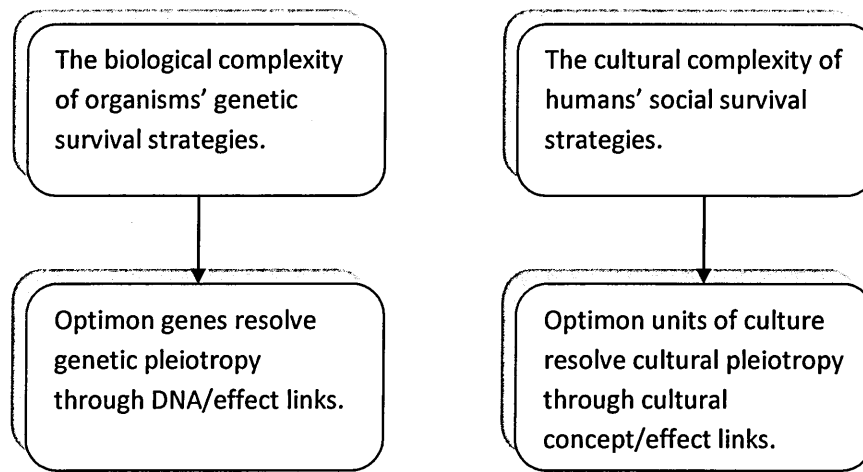 The biological complexity
of organisms’ genetic
survival strategies.
The cultural complexity of
humans’ social survival
strategies.
Optimon genes resolve
genetic pleiotropy
through DNA/effect links.
Optimon units of culture
resolve cultural pleiotropy
through cultural
concept/effect links.